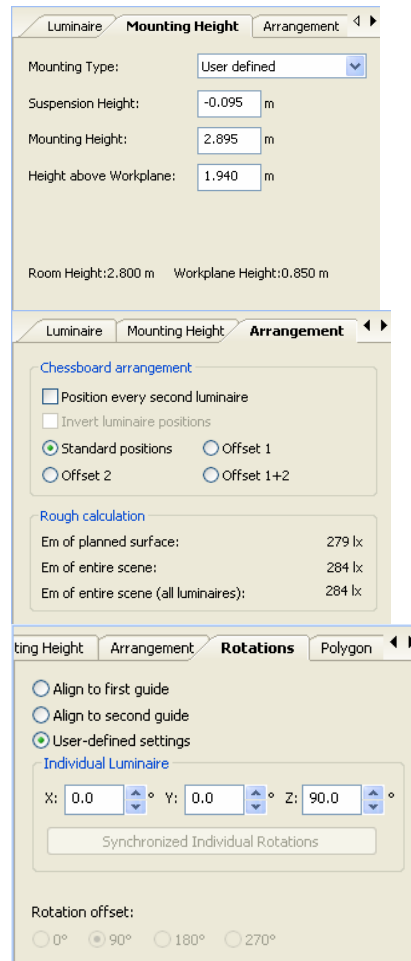 Luminaire Mounting Height Arrangement
Mounting Type: User defined
Suspension Height: -0.095 m
Mounting Height: 2.895 m
Height above Workplane: 1.940 m
Room Height:2.800 m Workplane Height:0.850 m
Luminaire Mounting Height Arrangement
Chessboard arrangement
Position every second luminaire
Invert luminaire positions
Standard positions Offset 1
Offset 2 Offset 1+2
Rough calculation
Em of planned surface: 279 lx
Em of entire scene: 284 lx
Em of entire scene (all luminaires): 284 lx
ting Height Arrangement Rotations Polygon
Align to first guide
Align to second guide
User-defined settings
Individual Luminaire
X: 0.0 ° Y: 0.0 ° Z: 90.0 °
Synchronized Individual Rotations
Rotation offset:
0° 90° 180° 270°